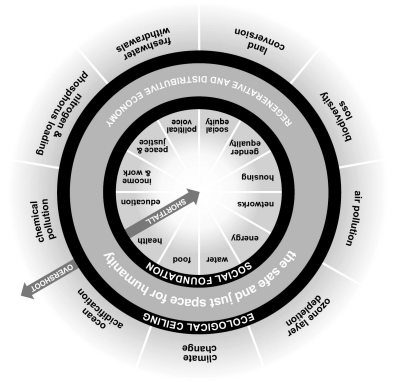 climate
change
ozone layer
depletion
air pollution
biodiversity
loss
land
conversion
freshwater
withdrawals
nitrogen &
phosphorus loading
chemical
pollution
ocean
acidification
ECOLOGICAL CEILING
the safe and just space for humanity
OVERSHOOT
SOCIAL FOUNDATION
SHORTFALL
water
energy
networks
housing
gender
equality
social
equity
political
voice
peace &
justice
income
& work
education
health
food
REGENERATIVE AND DISTRIBUTIVE ECONOMY